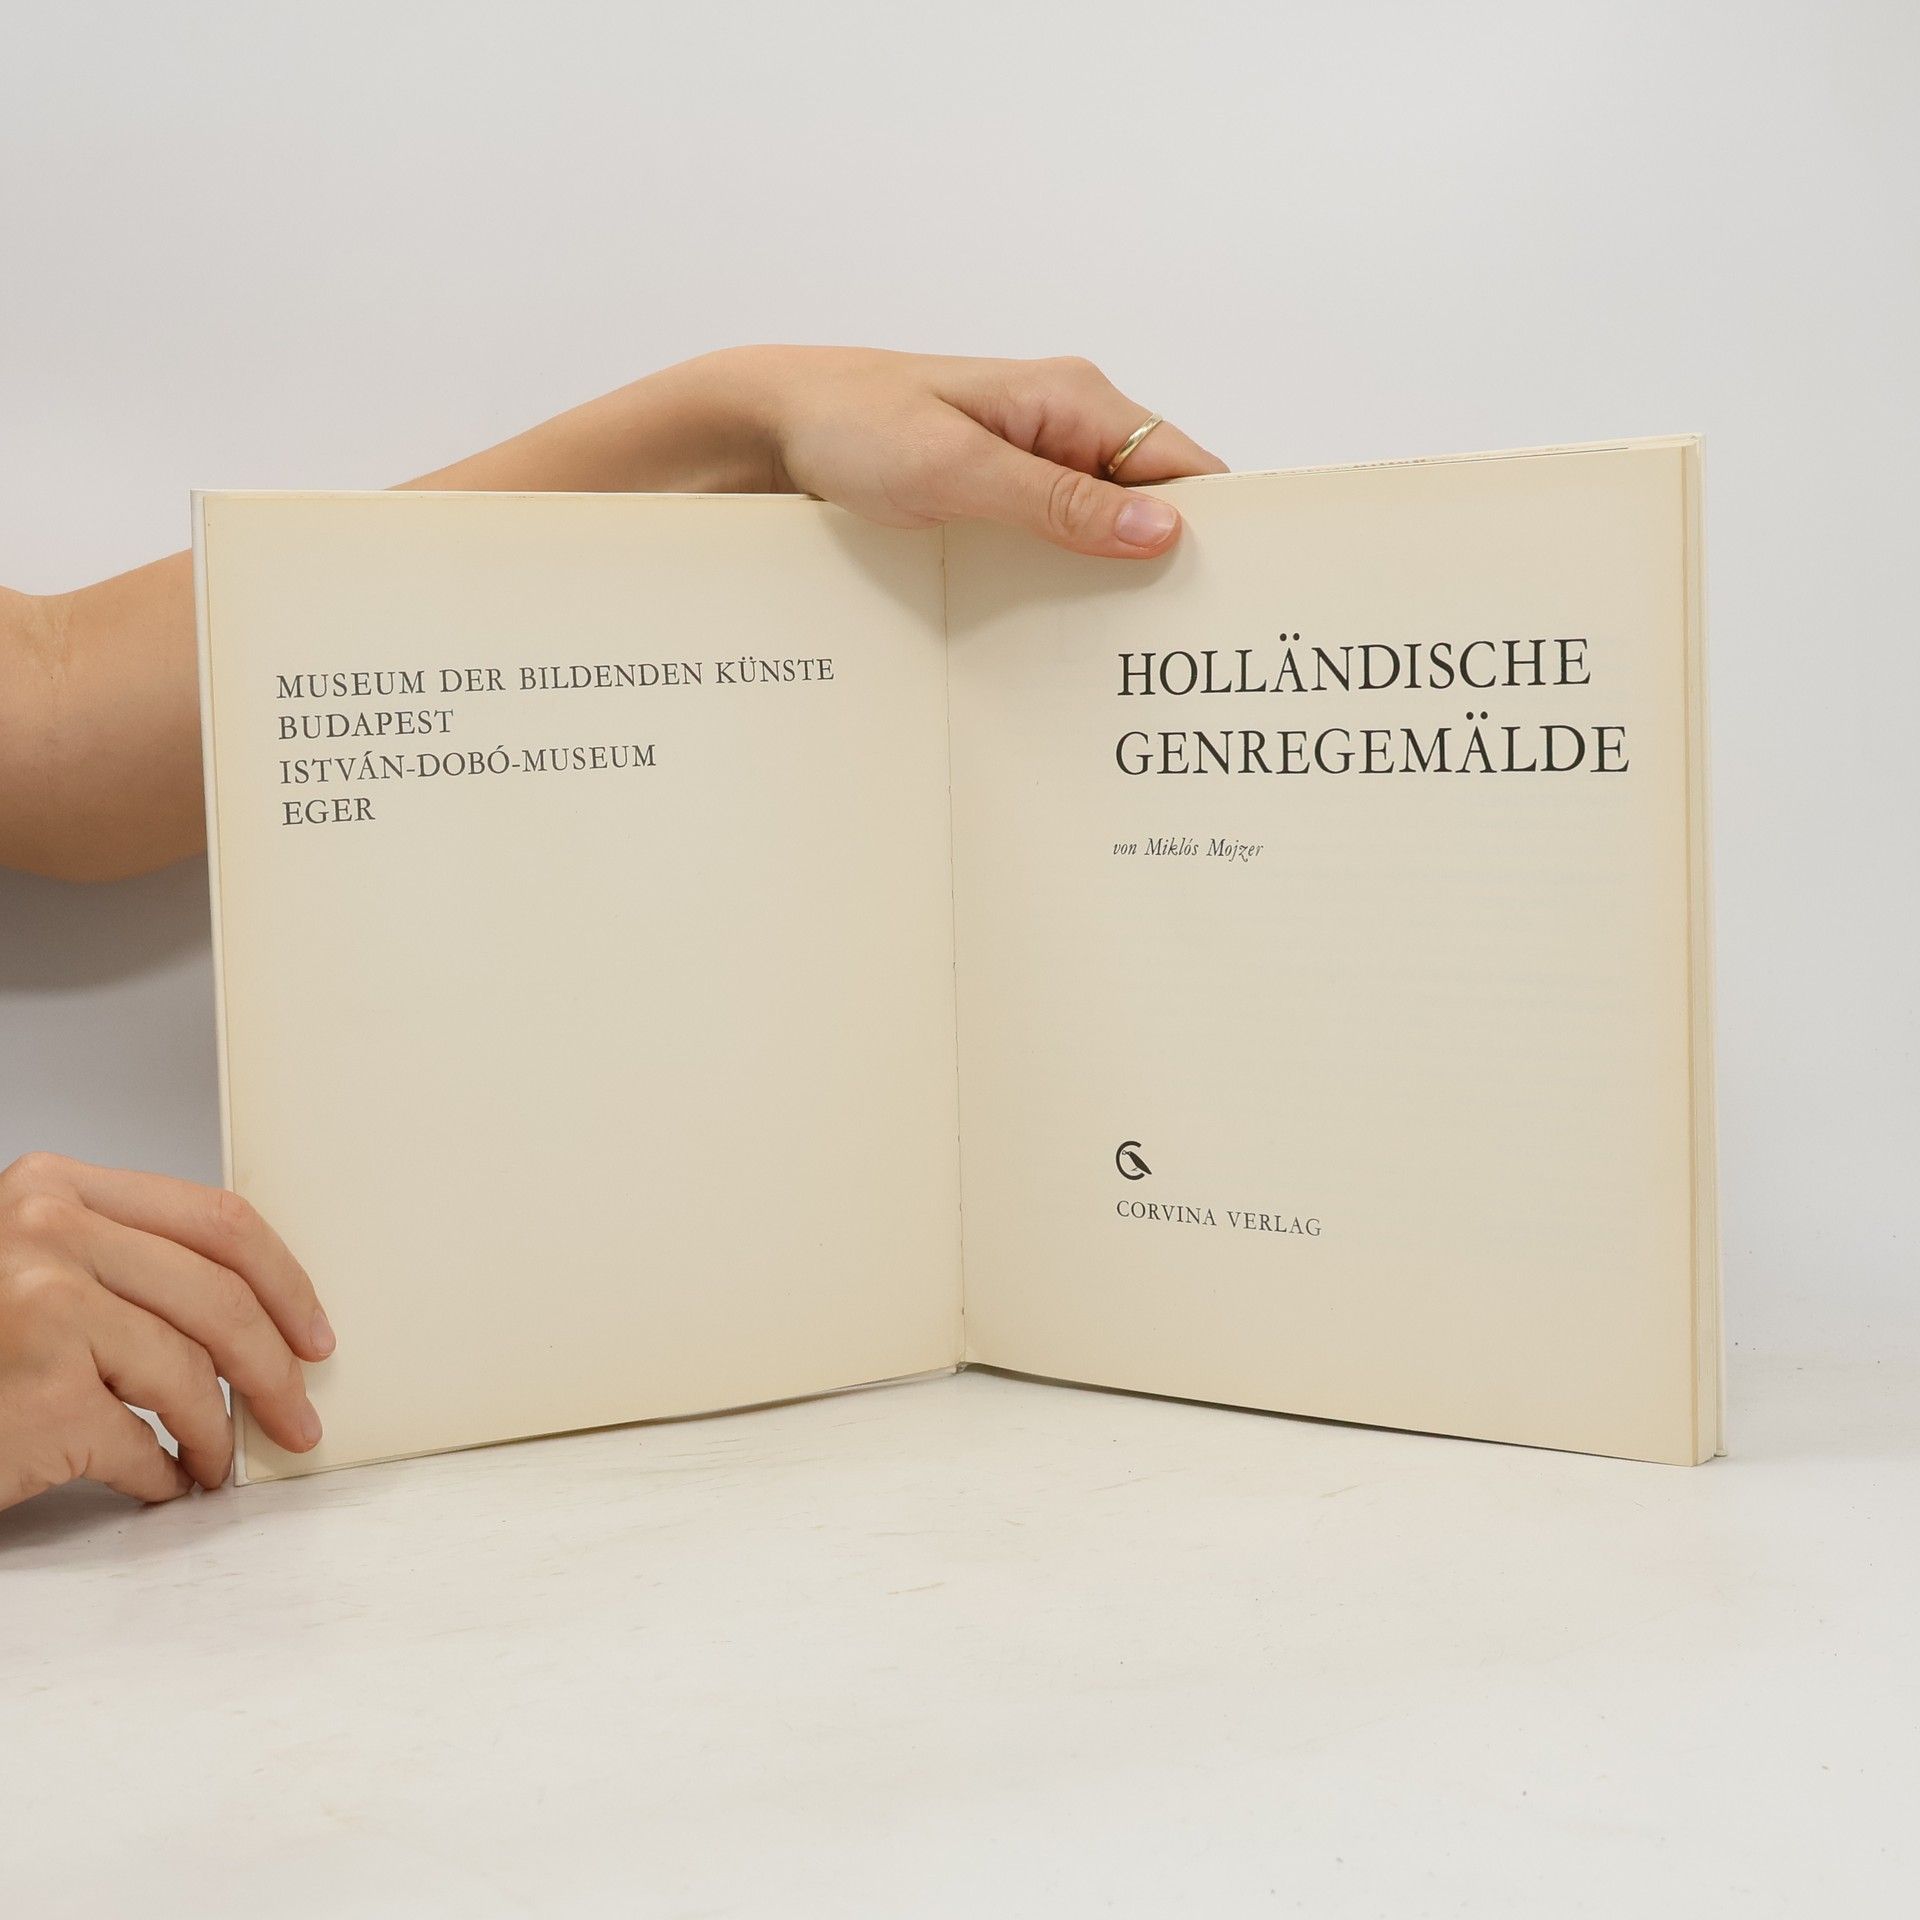 MUSEUM DER BILDENDEN KÜNSTE
BUDAPEST
ISTVÁN-DOBÓ-MUSEUM
EGER
HOLLÄNDISCHE
GENREGEMÄLDE
von Miklós Mojzer
CORVINA VERLAG